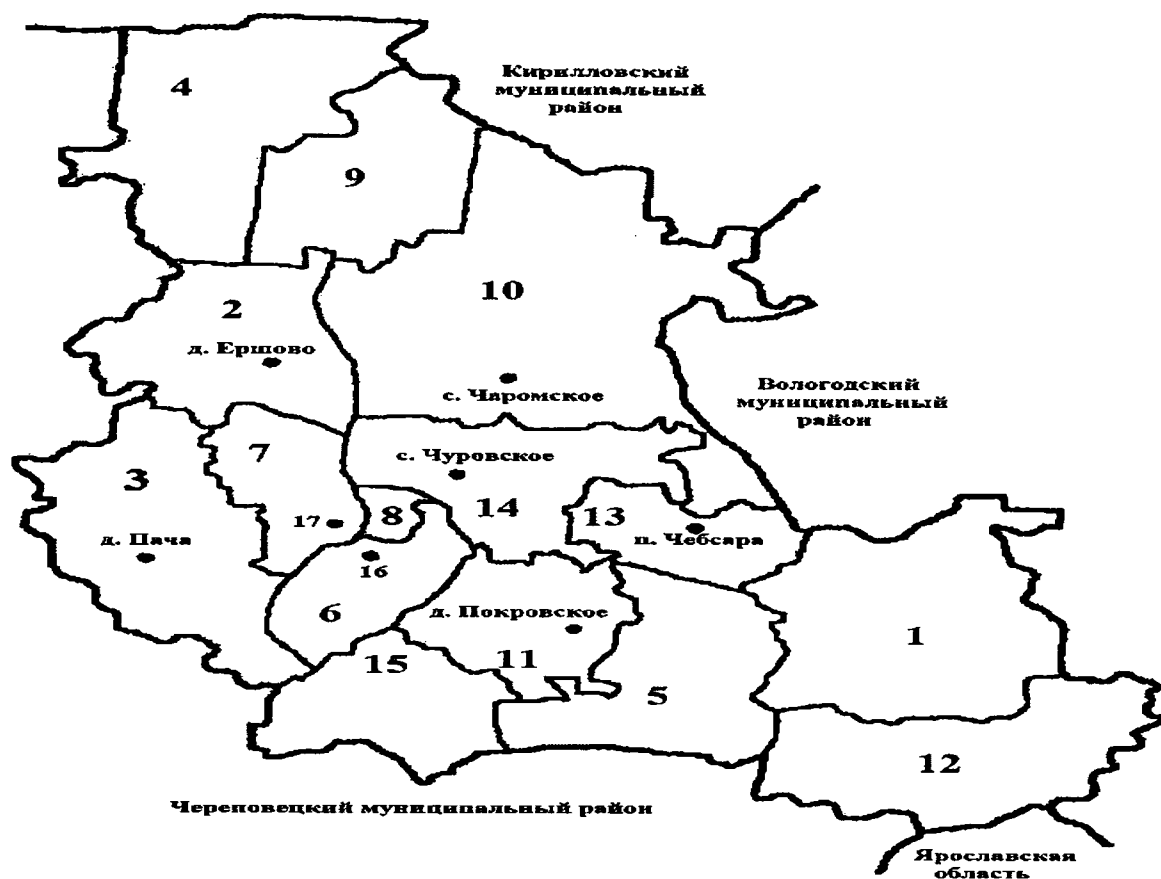 Кирилловский
муниципальный
район
4
9
10
2
д. Ершово
с. Чаромское
Вологодский
муниципальный
район
7
с. Чуровское
3
14
13
8
17
п. Чебсара
д. Пача
16
6
д. Покровское
1
15
11
5
12
Череповецкий муниципальный район
Ярославская
область